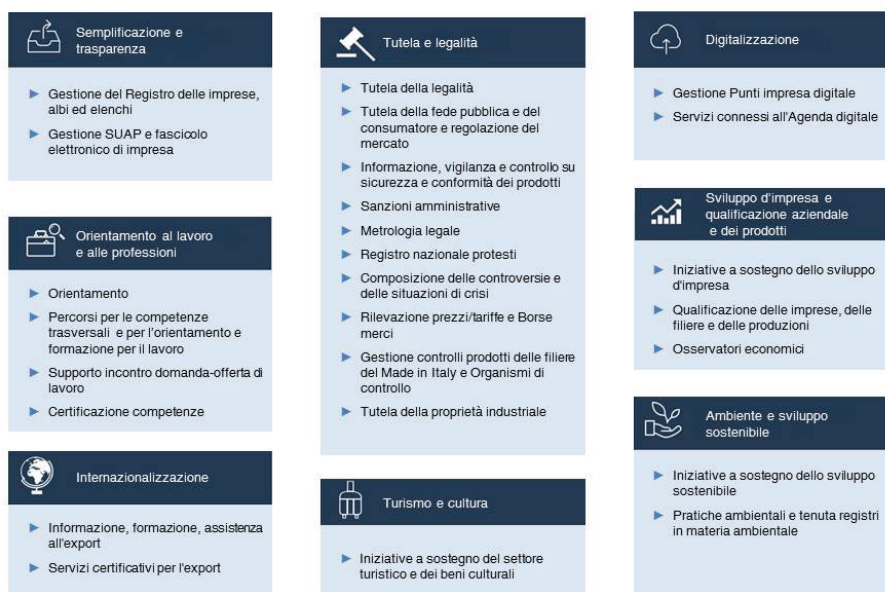 Semplificazione e
trasparenza
Gestione del Registro delle imprese,
albi ed elenchi
Gestione SUAP e fascicolo
elettronico di impresa
Orientamento al lavoro
e alle professioni
Orientamento
Percorsi per le competenze
trasversali e per l'orientamento e
formazione per il lavoro
Supporto incontro domanda-offerta di
lavoro
Certificazione competenze
Internazionalizzazione
Informazione, formazione, assistenza
all'export
Servizi certificativi per l'export
Tutela e legalità
Tutela della legalità
Tutela della fede pubblica e del
consumatore e regolazione del
mercato
Informazione, vigilanza e controllo su
sicurezza e conformità dei prodotti
Sanzioni amministrative
Metrologia legale
Registro nazionale protesti
Composizione delle controversie e
delle situazioni di crisi
Rilevazione prezzi/tariffe e Borse
merci
Gestione controlli prodotti delle filiere
del Made in Italy e Organismi di
controllo
Tutela della proprietà industriale
Turismo e cultura
Iniziative a sostegno del settore
turistico e dei beni culturali
Digitalizzazione
Gestione Punti impresa digitale
Servizi connessi all'Agenda digitale
Sviluppo d'impresa e
qualificazione aziendale
e dei prodotti
Iniziative a sostegno dello sviluppo
d'impresa
Qualificazione delle imprese, delle
filiere e delle produzioni
Osservatori economici
Ambiente e sviluppo
sostenibile
Iniziative a sostegno dello sviluppo
sostenibile
Pratiche ambientali e tenuta registri
in materia ambientale